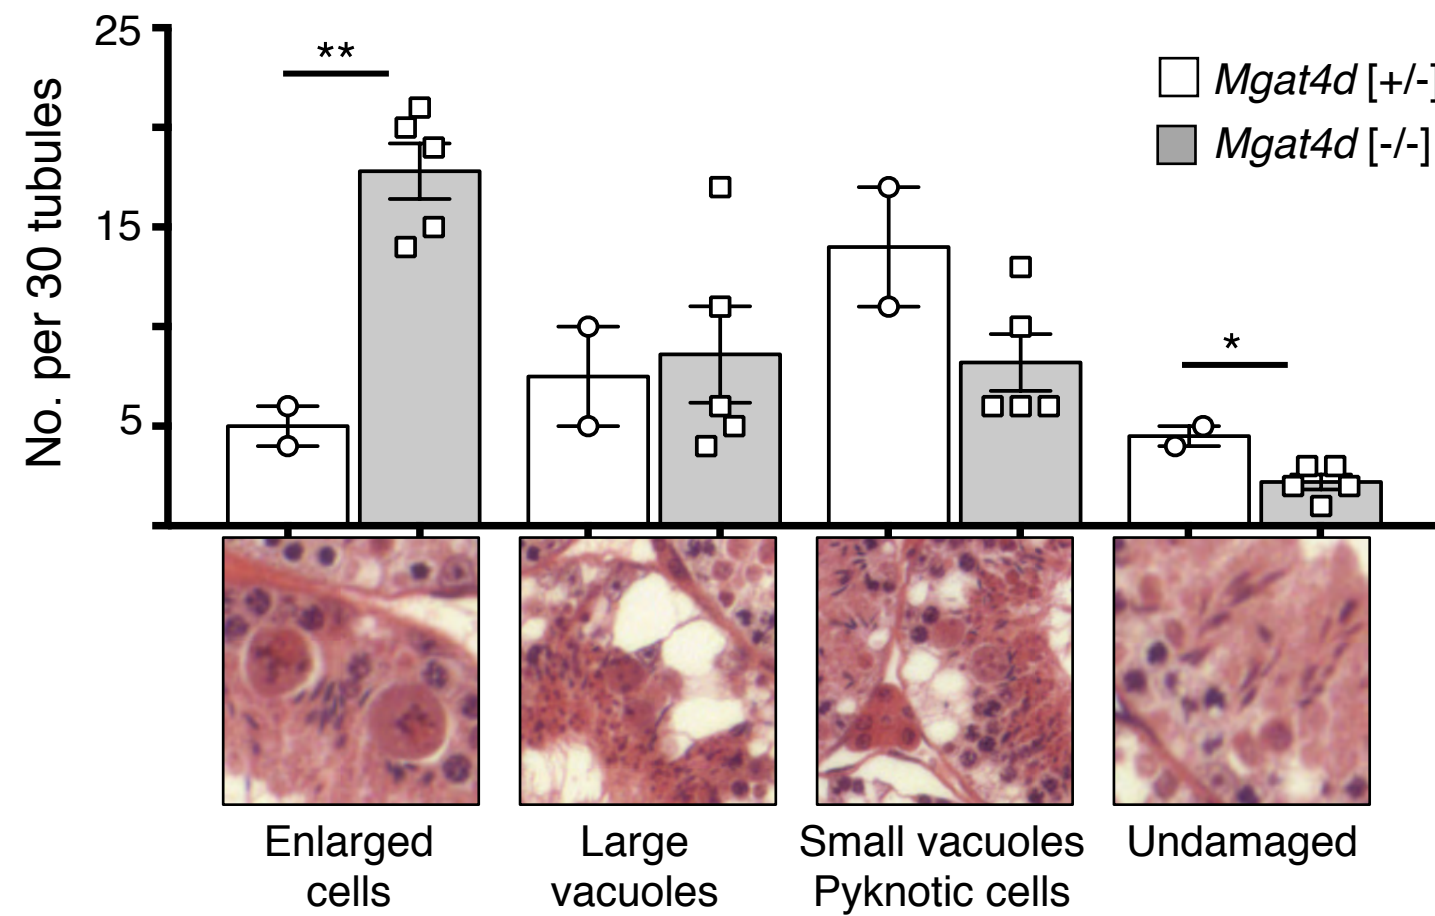 25
**
Mgat4d [+/-]
Mgat4d [-/-]
No. per 30 tubules
15
*
5
Enlarged
cells
Large
vacuoles
Small vacuoles
Pyknotic cells
Undamaged